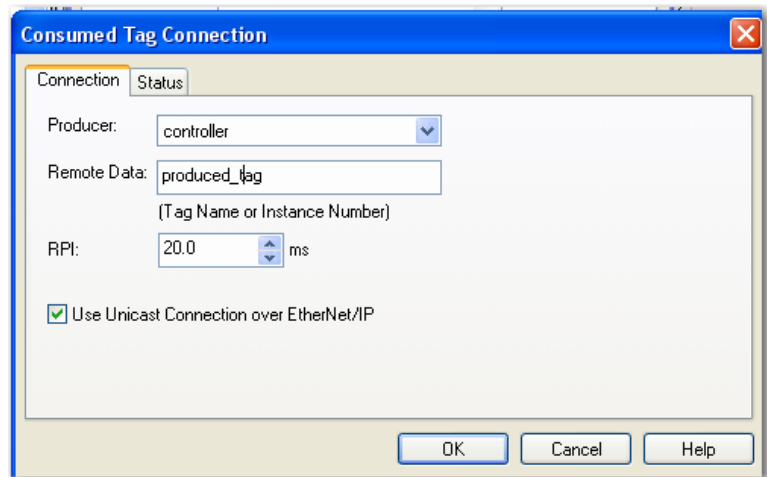 Consumed Tag Connection
Connection Status
Producer: controller
Remote Data: produced_tag
(Tag Name or Instance Number)
RPI: 20.0 ms
Use Unicast Connection over EtherNet/IP
OK Cancel Help